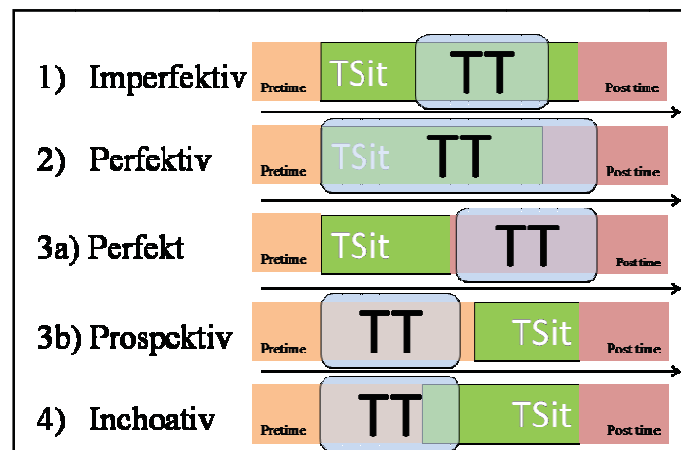 1) Imperfektiv Pretime TSit TT Post time
2) Perfektiv Pretime TSit TT Post time
3a) Perfekt Pretime TSit TT Post time
3b) Prospektiv Pretime TT TSit Post time
4) Inchoativ Pretime TT TSit Post time